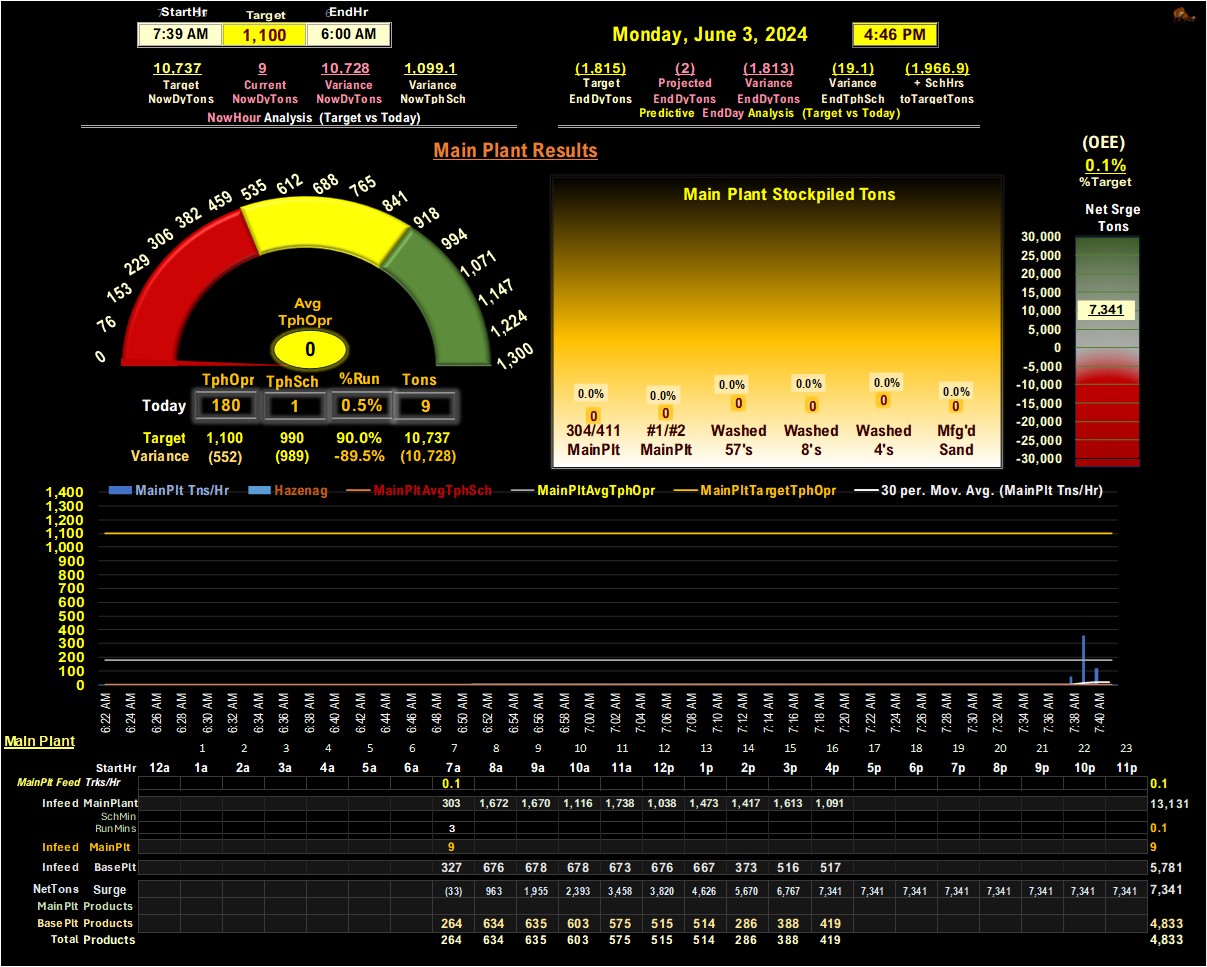 StartHr Target EndHr
7:39 AM 1,100 6:00 AM
Monday, June 3, 2024 4:46 PM
10,737 9 10,728 1,099.1
Target Current Variance Variance
NowDyTons NowDyTons NowDyTons NowTphSch
NowHour Analysis (Target vs Today)
(1,815) (2) (1,813) (19.1) (1,966.9)
Target Projected Variance Variance + SchHrs
EndDyTons EndDyTons EndDyTons EndTphSch toTargetTons
Predictive EndDay Analysis (Target vs Today)
Main Plant Results
(OEE)
0.1%
%Target
0 76 153 229 306 382 459 535 612 688 765 841 918 994 1,071 1,147 1,224 1,300
Avg
TphOpr
0
TphOpr TphSch %Run Tons
Today 180 1 0.5% 9
Target 1,100 990 90.0% 10,737
Variance (552) (989) -89.5% (10,728)
Main Plant Stockpiled Tons
0.0% 0.0% 0.0% 0.0% 0.0% 0.0%
0 0 0 0 0 0
304/411 #1/#2 Washed Washed Washed Mfg'd
MainPlt MainPlt 57's 8's 4's Sand
Net Srge
Tons
30,000
25,000
20,000
15,000
10,000
5,000
0
-5,000
-10,000
-15,000
-20,000
-25,000
-30,000
7,341
MainPlt Tns/Hr Hazenag MainPltAvgTphSch MainPltAvgTphOpr MainPltTargetTphOpr 30 per. Mov. Avg. (MainPlt Tns/Hr)
1,400
1,300
1,200
1,100
1,000
900
800
700
600
500
400
300
200
100
0
6:22 AM 6:24 AM 6:26 AM 6:28 AM 6:30 AM 6:32 AM 6:34 AM 6:36 AM 6:38 AM 6:40 AM 6:42 AM 6:44 AM 6:46 AM 6:48 AM 6:50 AM 6:52 AM 6:54 AM 6:56 AM 6:58 AM 7:00 AM 7:02 AM 7:04 AM 7:06 AM 7:08 AM 7:10 AM 7:12 AM 7:14 AM 7:16 AM 7:18 AM 7:20 AM 7:22 AM 7:24 AM 7:26 AM 7:28 AM 7:30 AM 7:32 AM 7:34 AM 7:36 AM 7:38 AM 7:40 AM
Main Plant
1 2 3 4 5 6 7 8 9 10 11 12 13 14 15 16 17 18 19 20 21 22 23
StartHr 12a 1a 2a 3a 4a 5a 6a 7a 8a 9a 10a 11a 12p 1p 2p 3p 4p 5p 6p 7p 8p 9p 10p 11p
MainPlt Feed Trks/Hr 0.1 0.1
Infeed MainPlant 303 1,672 1,670 1,116 1,738 1,038 1,473 1,417 1,613 1,091 13,131
SchMin
RunMins 3 0.1
Infeed MainPlt 9 9
Infeed BasePlt 327 676 678 678 673 676 667 373 516 517 5,781
NetTons Surge (33) 963 1,955 2,393 3,458 3,820 4,626 5,670 6,767 7,341 7,341 7,341 7,341 7,341 7,341 7,341 7,341 7,341
MainPlt Products
BasePlt Products 264 634 635 603 575 515 514 286 388 419 4,833
Total Products 264 634 635 603 575 515 514 286 388 419 4,833